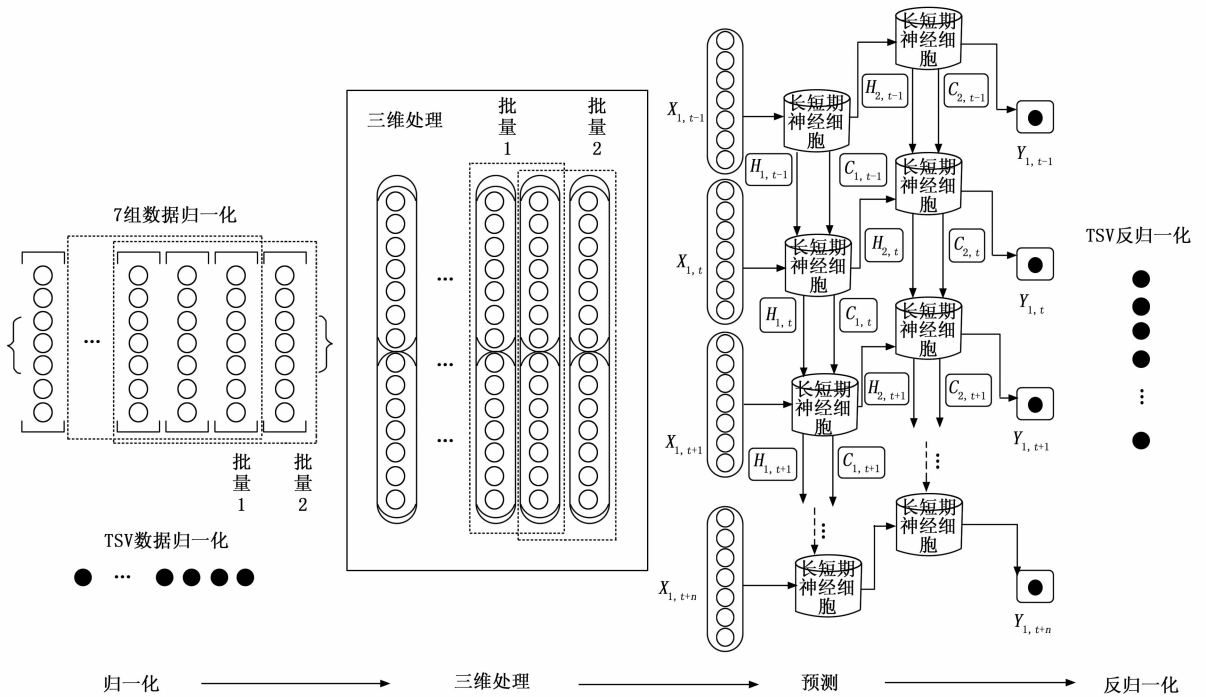 7组数据归一化
...
批
量
1
批
量
2
TSV数据归一化
...
三维处理
批
量
1
批
量
2
...
...
...
X1, t-1
X1, t
X1, t+1
X1, t+n
长短期
神经细
胞
长短期
神经细
胞
H2, t-1
C2, t-1
Y1, t-1
H1, t-1
C1, t-1
长短期
神经细
胞
长短期
神经细
胞
H2, t
C2, t
Y1, t
H1, t
C1, t
长短期
神经细
胞
长短期
神经细
胞
H2, t+1
C2, t+1
Y1, t+1
H1, t+1
C1, t+1
...
...
长短期
神经细
胞
长短期
神经细
胞
Y1, t+n
TSV反归一化
...
归一化
三维处理
预测
反归一化